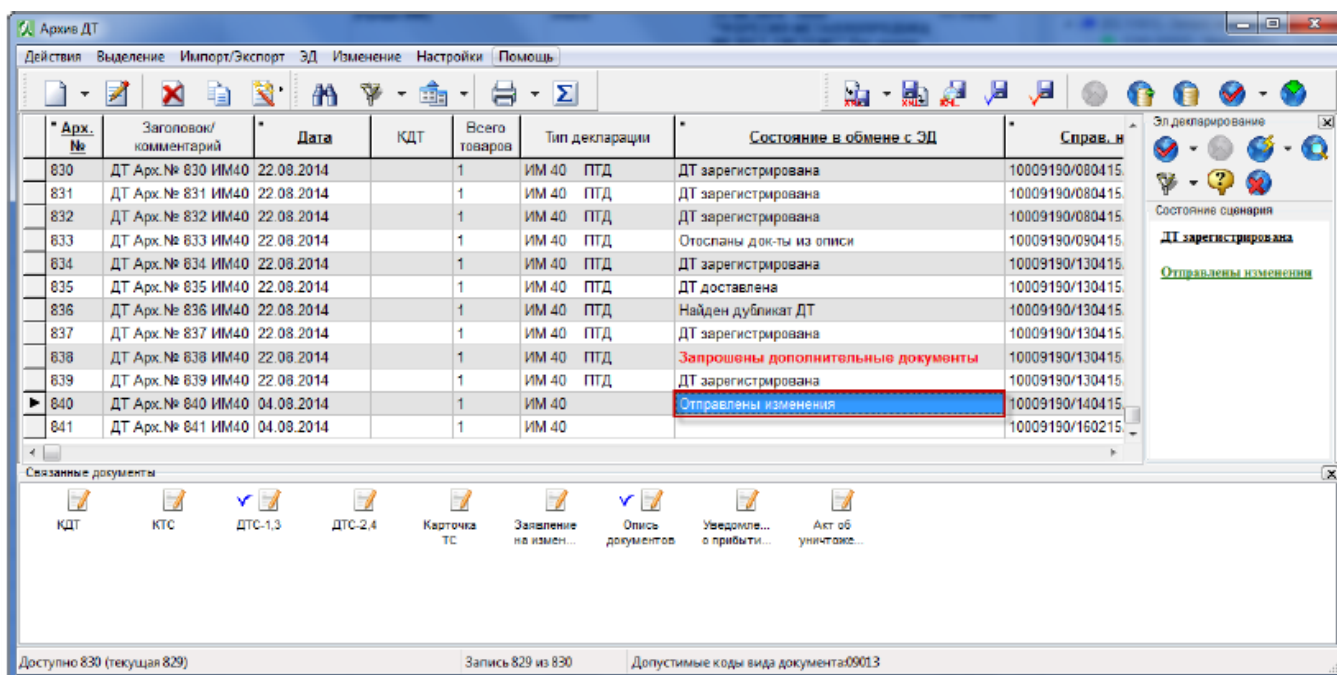 Архив ДТ
Действия Выделение Импорт/Экспорт ЭД Изменение Настройки Помощь
* Арх. № Заголовок/комментарий * Дата КДТ Всего товаров Тип декларации * Состояние в обмене с ЭД * Справ. н
830 ДТ Арх.№ 830 ИМ40 22.08.2014 1 ИМ 40 ПТД ДТ зарегистрирована 10009190/080415.
831 ДТ Арх.№ 831 ИМ40 22.08.2014 1 ИМ 40 ПТД ДТ зарегистрирована 10009190/080415.
832 ДТ Арх.№ 832 ИМ40 22.08.2014 1 ИМ 40 ПТД ДТ зарегистрирована 10009190/080415.
833 ДТ Арх.№ 833 ИМ40 22.08.2014 1 ИМ 40 ПТД Отосланы док-ты из описи 10009190/090415.
834 ДТ Арх.№ 834 ИМ40 22.08.2014 1 ИМ 40 ПТД ДТ зарегистрирована 10009190/130415.
835 ДТ Арх.№ 835 ИМ40 22.08.2014 1 ИМ 40 ПТД ДТ доставлена 10009190/130415.
836 ДТ Арх.№ 836 ИМ40 22.08.2014 1 ИМ 40 ПТД Найден дубликат ДТ 10009190/130415.
837 ДТ Арх.№ 837 ИМ40 22.08.2014 1 ИМ 40 ПТД ДТ зарегистрирована 10009190/130415.
838 ДТ Арх.№ 838 ИМ40 22.08.2014 1 ИМ 40 ПТД Запрошены дополнительные документы 10009190/130415.
839 ДТ Арх.№ 839 ИМ40 22.08.2014 1 ИМ 40 ПТД ДТ зарегистрирована 10009190/130415.
840 ДТ Арх.№ 840 ИМ40 04.08.2014 1 ИМ 40 Отправлены изменения 10009190/140415.
841 ДТ Арх.№ 841 ИМ40 04.08.2014 1 ИМ 40 10009190/160215.
Эл.декларирование
Состояние сценария
ДТ зарегистрирована
Отправлены изменения
Связанные документы
КДТ КТС ДТС-1,3 ДТС-2,4 Карточка Заявление Опись Уведомле... Акт об
ТС на измен... документов о прибыти... уничтоже...
Доступно 830 (текущая 829) Запись 829 из 830 Допустимые коды вида документа:09013